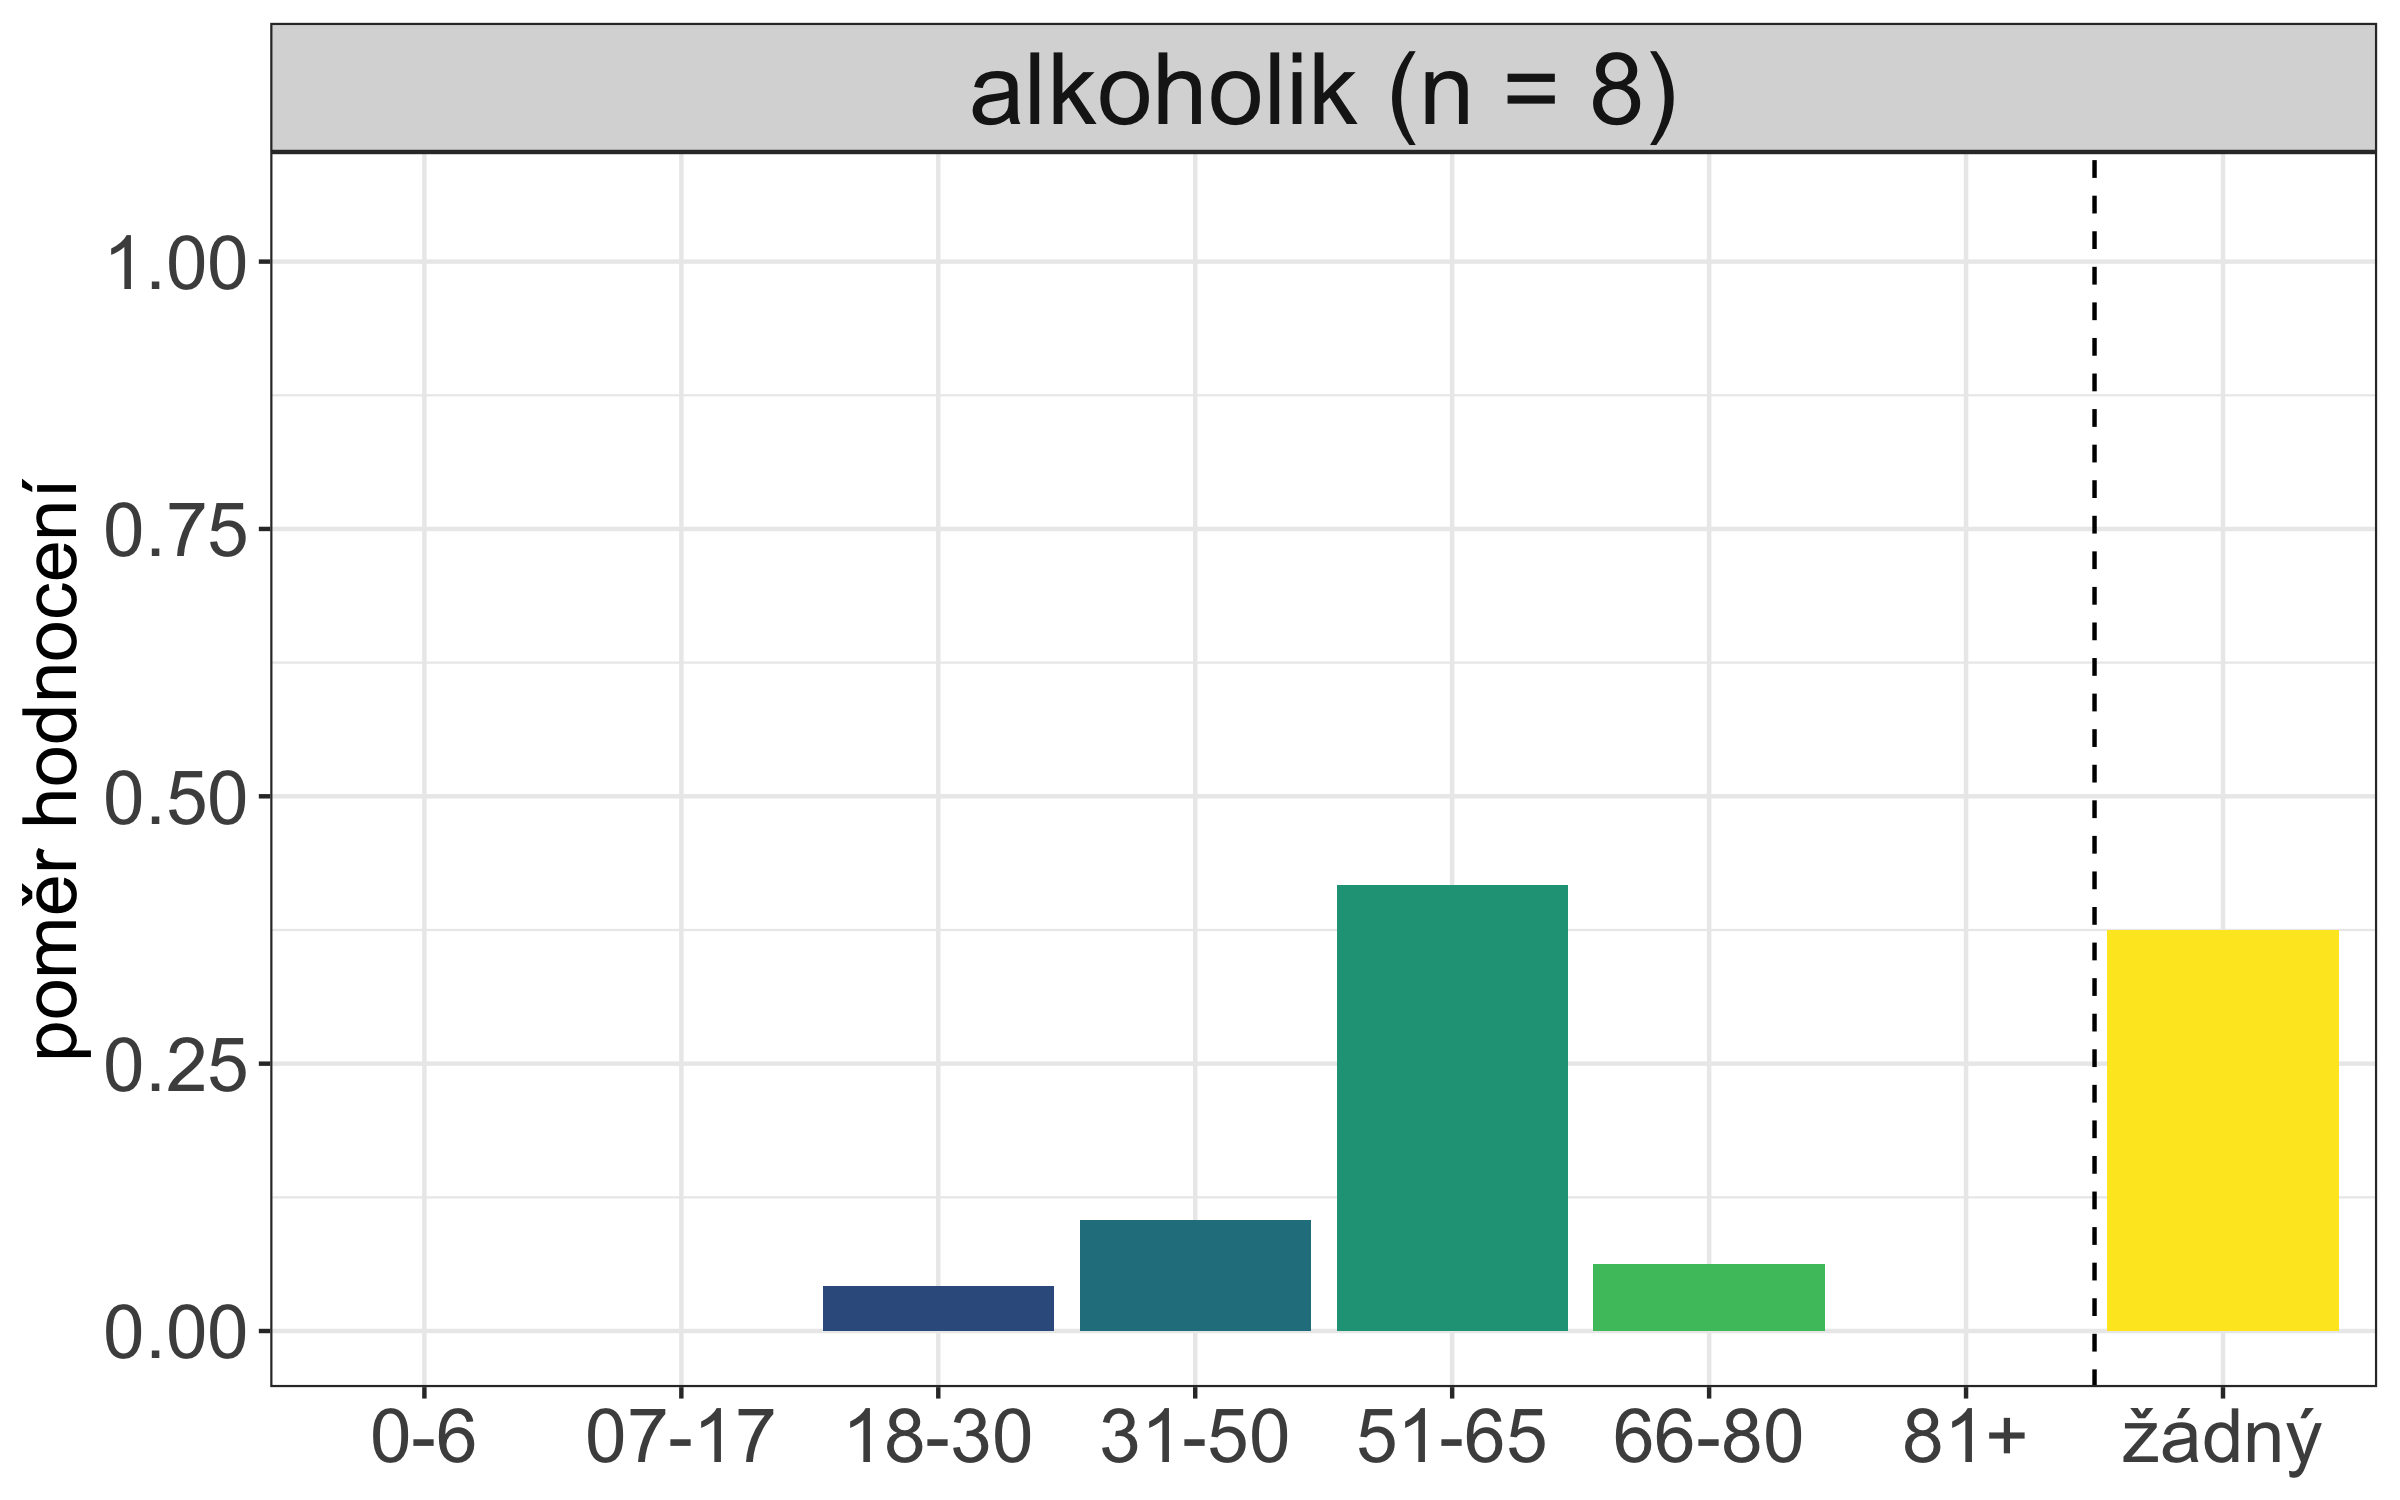 alkoholik (n = 8)
poměr hodnocení
1.00
0.75
0.50
0.25
0.00
0-6 07-17 18-30 31-50 51-65 66-80 81+ žádný